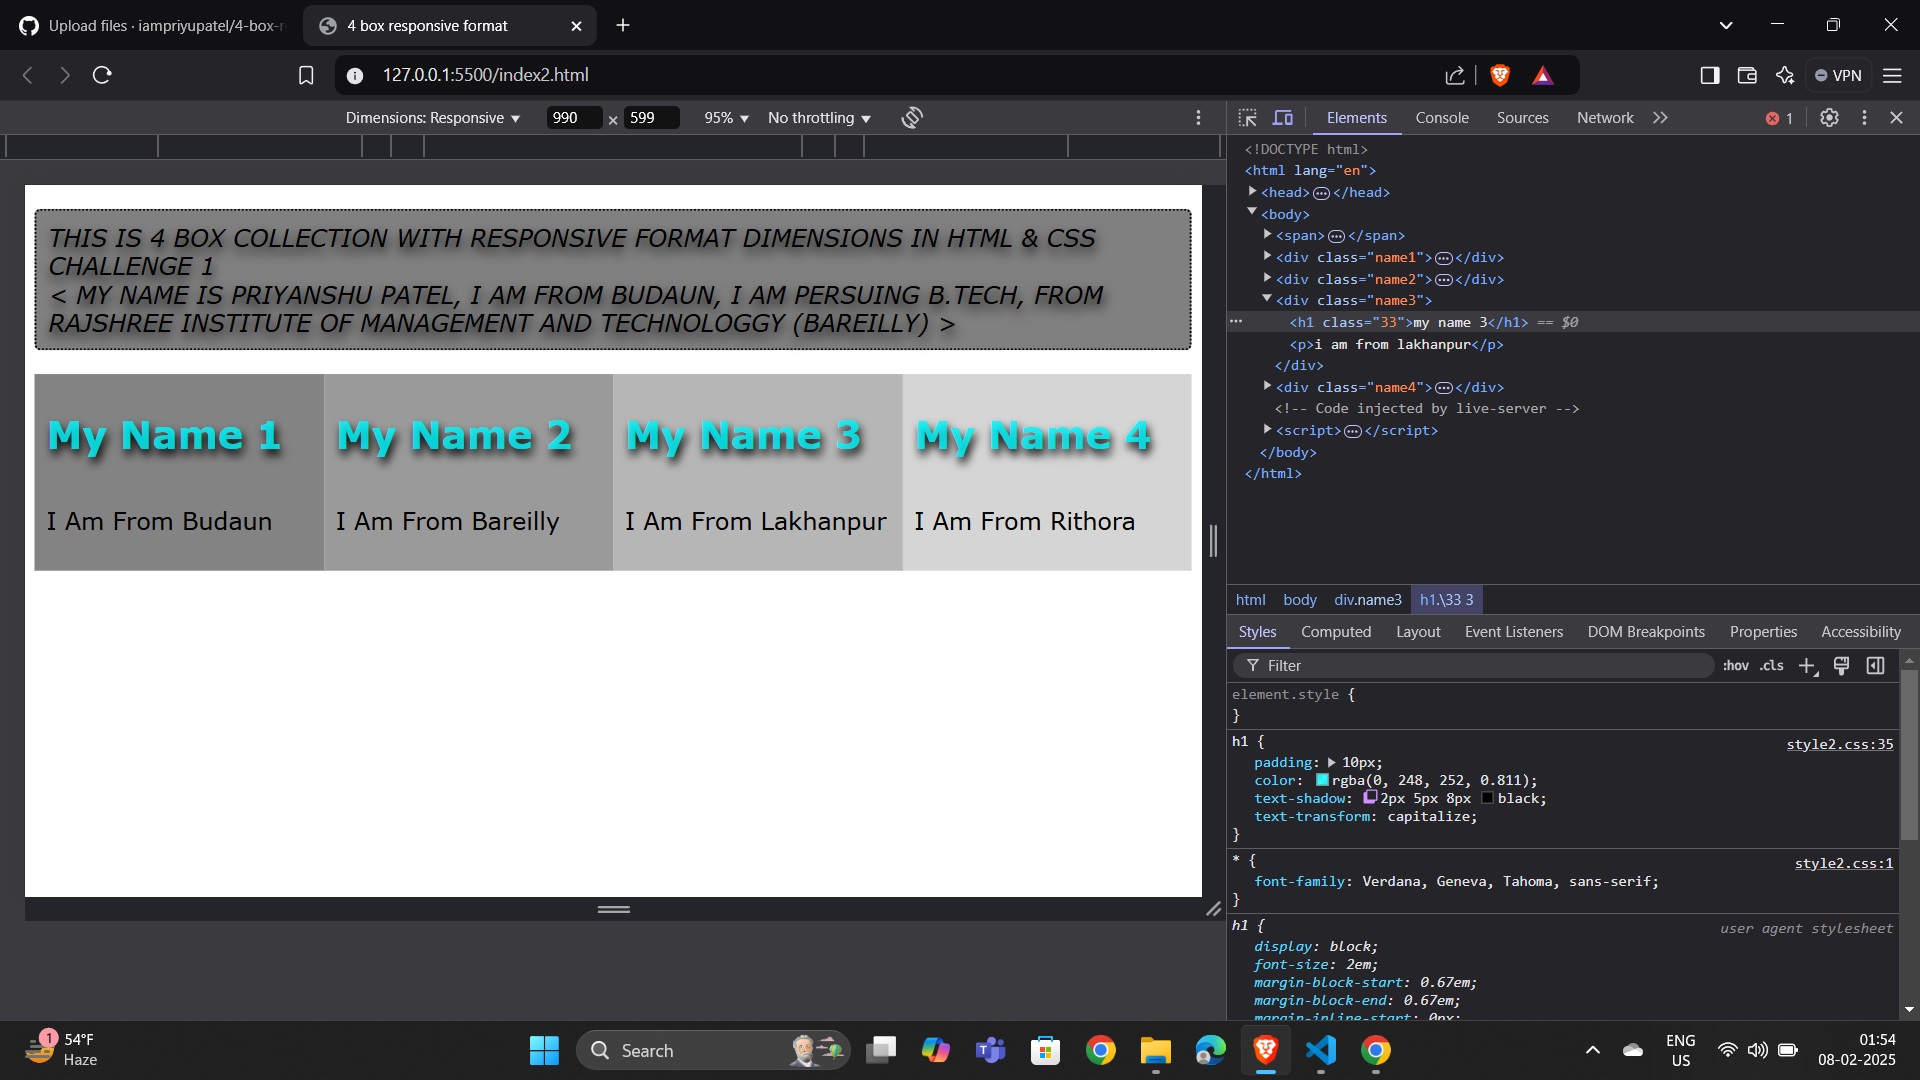 Upload files · iampriyupatel/4-box-r
4 box responsive format
127.0.0.1:5500/index2.html
VPN
Dimensions: Responsive 990 × 599 95% No throttling
Elements Console Sources Network 1
THIS IS 4 BOX COLLECTION WITH RESPONSIVE FORMAT DIMENSIONS IN HTML & CSS
CHALLENGE 1
< MY NAME IS PRIYANSHU PATEL, I AM FROM BUDAUN, I AM PERSUING B.TECH, FROM
RAJSHREE INSTITUTE OF MANAGEMENT AND TECHNOLOGGY (BAREILLY) >
My Name 1 My Name 2 My Name 3 My Name 4
I Am From Budaun I Am From Bareilly I Am From Lakhanpur I Am From Rithora
<!DOCTYPE html>
<html lang="en">
<head> ⋯ </head>
<body>
<span> ⋯ </span>
<div class="name1"> ⋯ </div>
<div class="name2"> ⋯ </div>
<div class="name3">
<h1 class="33">my name 3</h1> == $0
<p>i am from lakhanpur</p>
</div>
<div class="name4"> ⋯ </div>
<!-- Code injected by live-server -->
<script> ⋯ </script>
</body>
</html>
html body div.name3 h1.\33 3
Styles Computed Layout Event Listeners DOM Breakpoints Properties Accessibility
Filter :hov .cls
element.style {
}
h1 { style2.css:35
padding: 10px;
color: rgba(0, 248, 252, 0.811);
text-shadow: 2px 5px 8px black;
text-transform: capitalize;
}
* { style2.css:1
font-family: Verdana, Geneva, Tahoma, sans-serif;
}
h1 { user agent stylesheet
display: block;
font-size: 2em;
margin-block-start: 0.67em;
margin-block-end: 0.67em;
margin-inline-start: 0px;
1
54°F
Haze
Search
ENG
US
01:54
08-02-2025